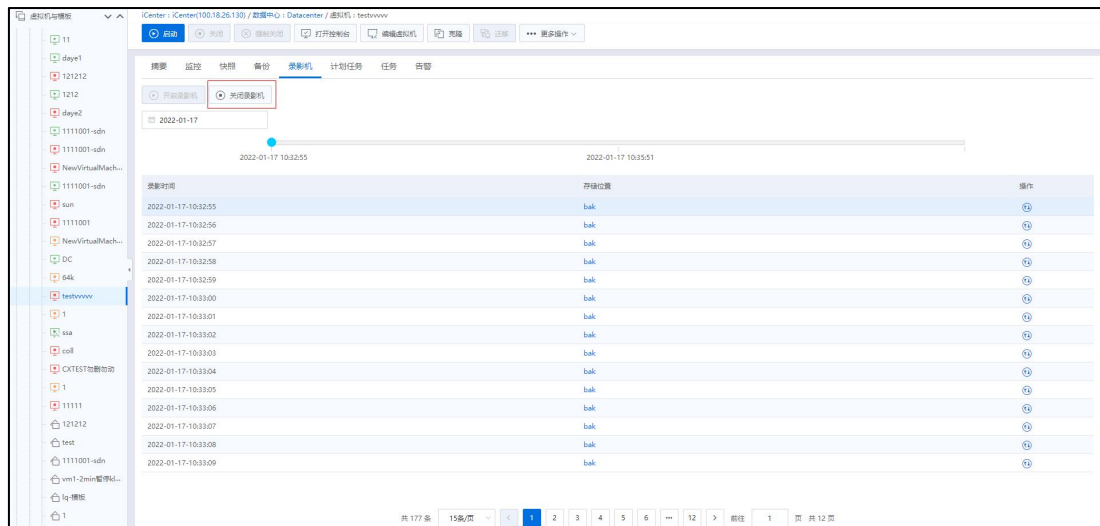 虚拟机与模板
11
daye1
121212
1212
daye2
1111001-sdn
1111001-sdn
NewVirtualMach...
1111001-sdn
sun
1111001
NewVirtualMach...
DC
64k
testvvvvv
1
ssa
coll
CXTEST勿删勿动
1
11111
121212
test
1111001-sdn
vm1-2min暂停kl...
lq-模板
1
iCenter : iCenter(100.18.26.130) / 数据中心 : Datacenter / 虚拟机 : testvvvvv
启动 关闭 强制关闭 打开控制台 编辑虚拟机 克隆 迁移 ••• 更多操作
摘要 监控 快照 备份 录影机 计划任务 任务 告警
开启录影机 关闭录影机
2022-01-17
2022-01-17 10:32:55 2022-01-17 10:35:51
录影时间 存储位置 操作
2022-01-17-10:32:55 bak
2022-01-17-10:32:56 bak
2022-01-17-10:32:57 bak
2022-01-17-10:32:58 bak
2022-01-17-10:32:59 bak
2022-01-17-10:33:00 bak
2022-01-17-10:33:01 bak
2022-01-17-10:33:02 bak
2022-01-17-10:33:03 bak
2022-01-17-10:33:04 bak
2022-01-17-10:33:05 bak
2022-01-17-10:33:06 bak
2022-01-17-10:33:07 bak
2022-01-17-10:33:08 bak
2022-01-17-10:33:09 bak
共 177 条 15条/页 < 1 2 3 4 5 6 ••• 12 > 前往 1 页 共 12 页